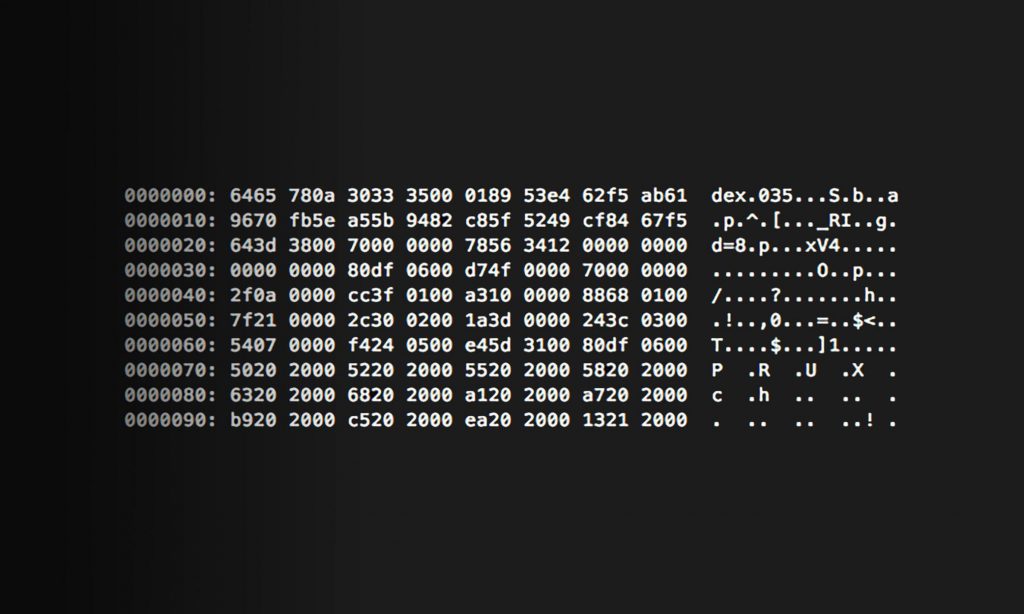 0000000: 6465 780a 3033 3500 0189 53e4 62f5 ab61  dex.035...S.b..a
0000010: 9670 fb5e a55b 9482 c85f 5249 cf84 67f5  .p.^.[..._RI..g.
0000020: 643d 3800 7000 0000 7856 3412 0000 0000  d=8.p...xV4.....
0000030: 0000 0000 80df 0600 d74f 0000 7000 0000  .........O..p...
0000040: 2f0a 0000 cc3f 0100 a310 0000 8868 0100  /....?.......h..
0000050: 7f21 0000 2c30 0200 1a3d 0000 243c 0300  .!..,0...=..$<..
0000060: 5407 0000 f424 0500 e45d 3100 80df 0600  T....$...]1.....
0000070: 5020 2000 5220 2000 5520 2000 5820 2000  P  .R  .U  .X  .
0000080: 6320 2000 6820 2000 a120 2000 a720 2000  c  .h  ..  ..  .
0000090: b920 2000 c520 2000 ea20 2000 1321 2000  .  ..  ..  ..! .